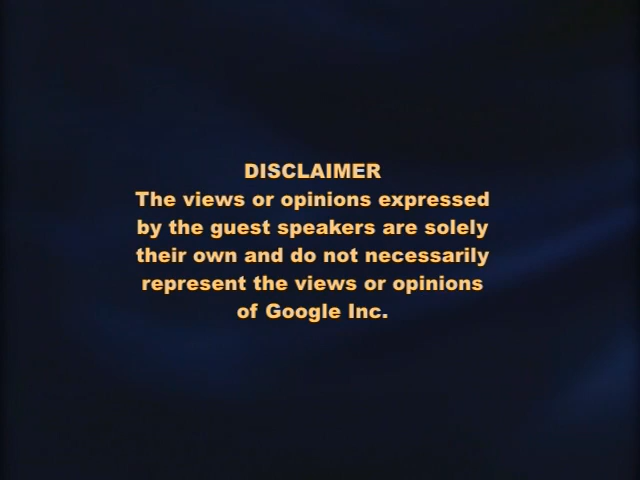 DISCLAIMER
The views or opinions expressed
by the guest speakers are solely
their own and do not necessarily
represent the views or opinions
of Google Inc.